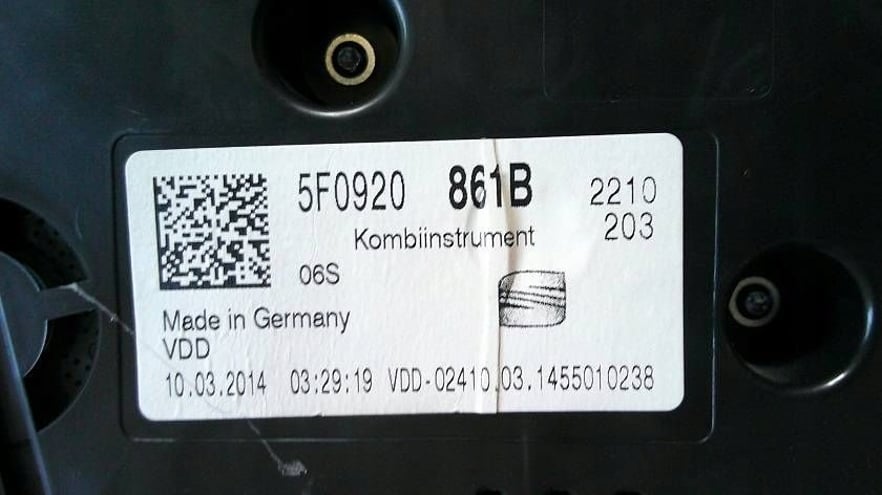 5F0920 861B 2210
Kombiinstrument 203
06S
Made in Germany
VDD
10.03.2014 03:29:19 VDD-02410.03.1455010238